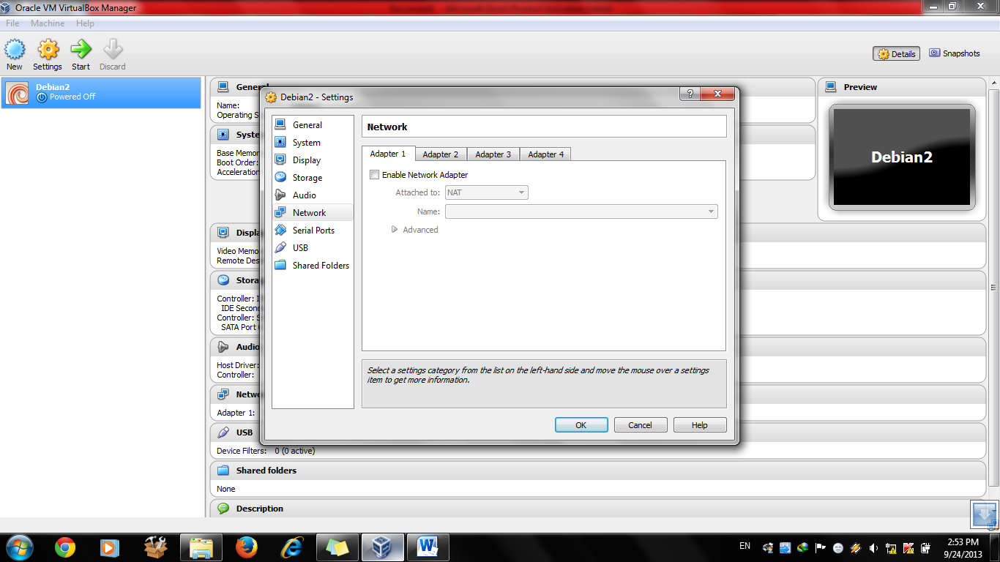 Oracle VM VirtualBox Manager
File Machine Help
New Settings Start Discard
Details Snapshots
Debian2
Powered Off
General
Name:
Operating S
System
Base Memor
Boot Order:
Acceleration
Display
Video Memo
Remote Des
Storag
Controller: I
IDE Second
Controller: S
SATA Port
Audio
Host Driver:
Controller:
Netwo
Adapter 1:
USB
Device Filters: 0 (0 active)
Shared folders
None
Description
Preview
Debian2
Debian2 - Settings
General
System
Display
Storage
Audio
Network
Serial Ports
USB
Shared Folders
Network
Adapter 1 Adapter 2 Adapter 3 Adapter 4
Enable Network Adapter
Attached to: NAT
Name:
Advanced
Select a settings category from the list on the left-hand side and move the mouse over a settings
item to get more information.
OK Cancel Help
EN
2:53 PM
9/24/2013